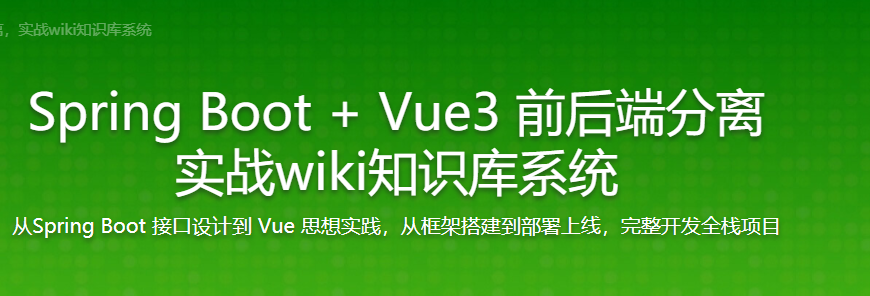 ，实战wiki知识库系统
Spring Boot + Vue3 前后端分离
实战wiki知识库系统
从Spring Boot 接口设计到 Vue 思想实践，从框架搭建到部署上线，完整开发全栈项目